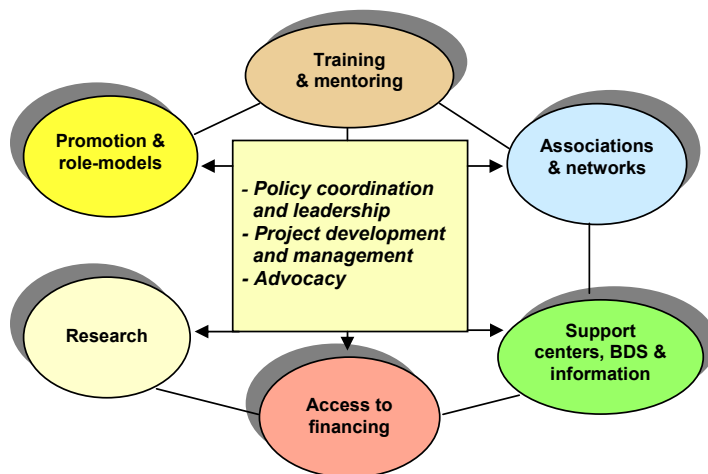 Training
& mentoring
Promotion &
role-models
Associations
& networks
- Policy coordination
and leadership
- Project development
and management
- Advocacy
Research
Support
centers, BDS &
information
Access to
financing